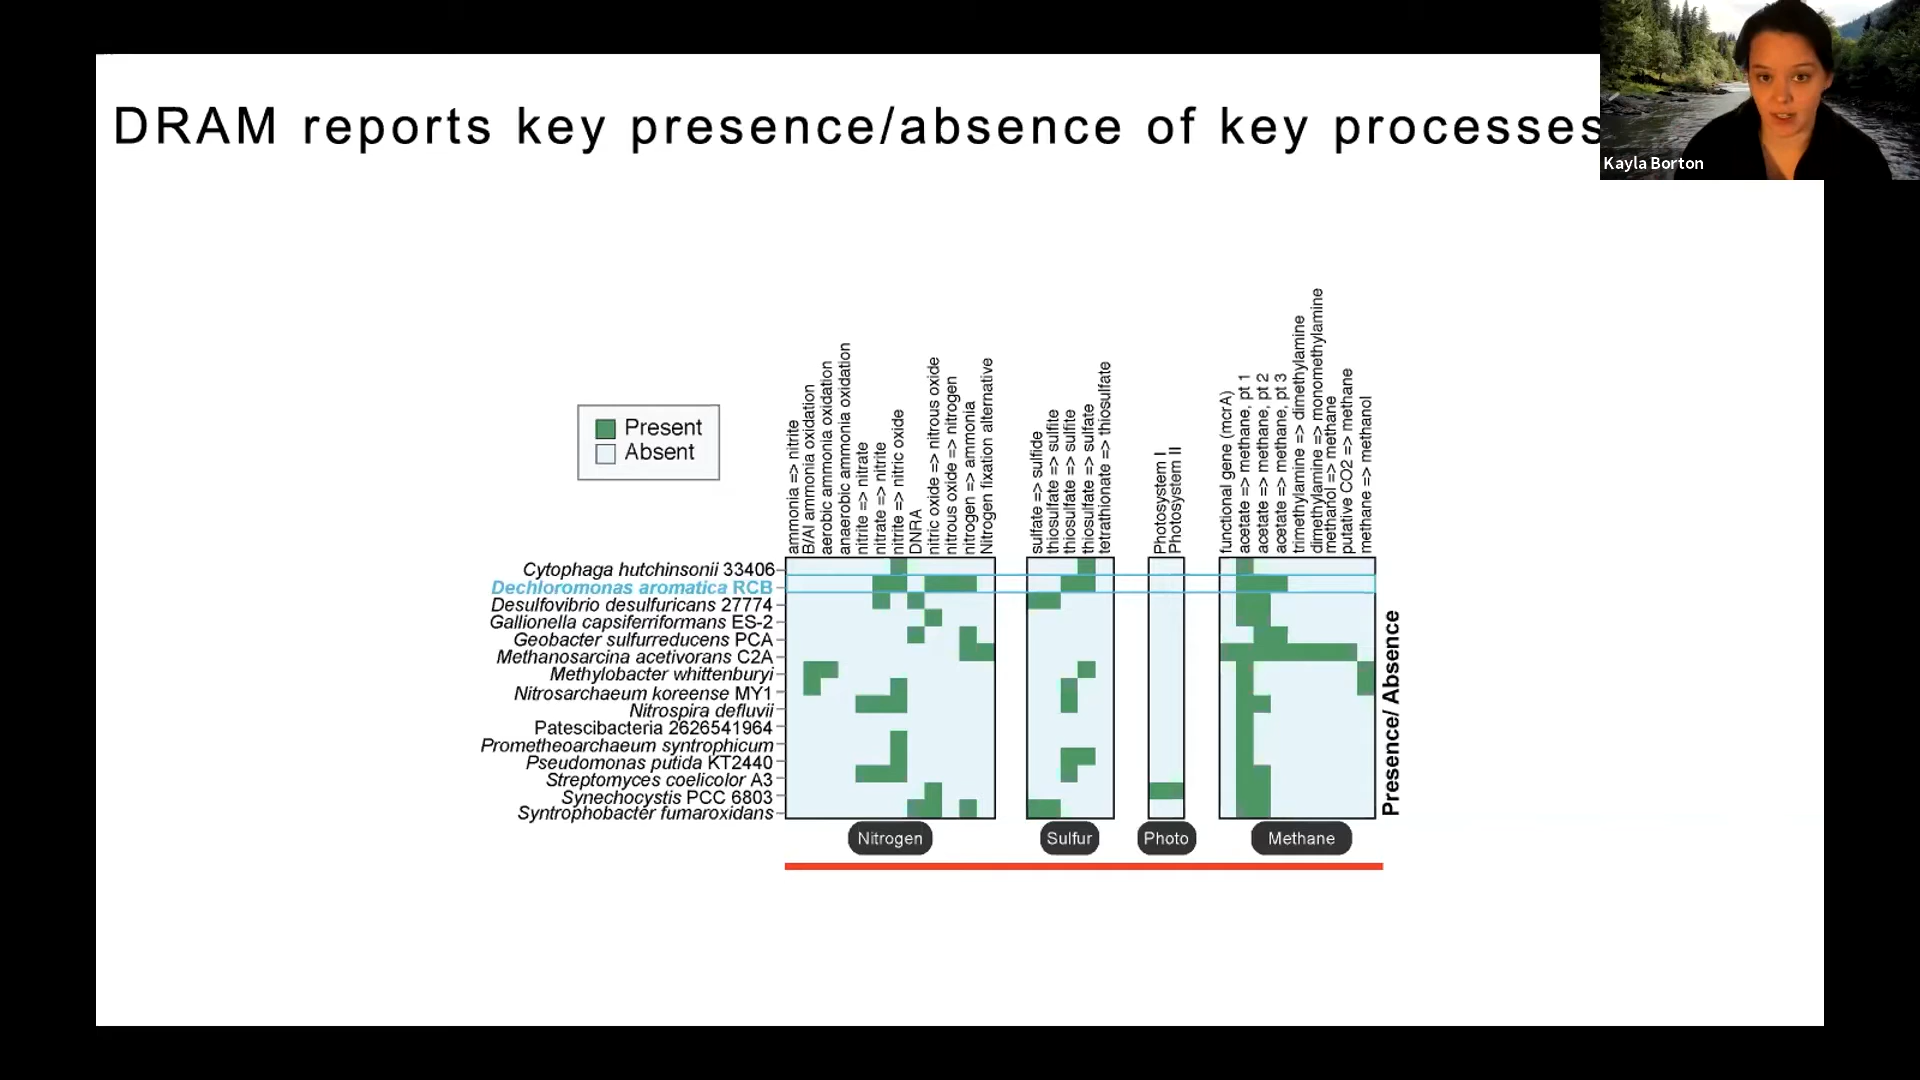 DRAM reports key presence/absence of key processes
Kayla Borton
Present
Absent
ammonia => nitrite
B/AI ammonia oxidation
aerobic ammonia oxidation
anaerobic ammonia oxidation
nitrite => nitrate
nitrate => nitrite
nitrite => nitric oxide
DNRA
nitric oxide => nitrous oxide
nitrous oxide => nitrogen
nitrogen => ammonia
Nitrogen fixation alternative
sulfate => sulfide
thiosulfate => sulfite
thiosulfate => sulfite
thiosulfate => sulfate
tetrathionate => thiosulfate
Photosystem I
Photosystem II
functional gene (mcrA)
acetate => methane, pt 1
acetate => methane, pt 2
acetate => methane, pt 3
trimethylamine => dimethylamine
dimethylamine => monomethylamine
methanol => methane
putative CO2 => methane
methane => methanol
Cytophaga hutchinsonii 33406
Dechloromonas aromatica RCB
Desulfovibrio desulfuricans 27774
Gallionella capsiferriformans ES-2
Geobacter sulfurreducens PCA
Methanosarcina acetivorans C2A
Methylobacter whittenburyi
Nitrosarchaeum koreense MY1
Nitrospira defluvii
Patescibacteria 2626541964
Prometheoarchaeum syntrophicum
Pseudomonas putida KT2440
Streptomyces coelicolor A3
Synechocystis PCC 6803
Syntrophobacter fumaroxidans
Presence/ Absence
Nitrogen
Sulfur
Photo
Methane